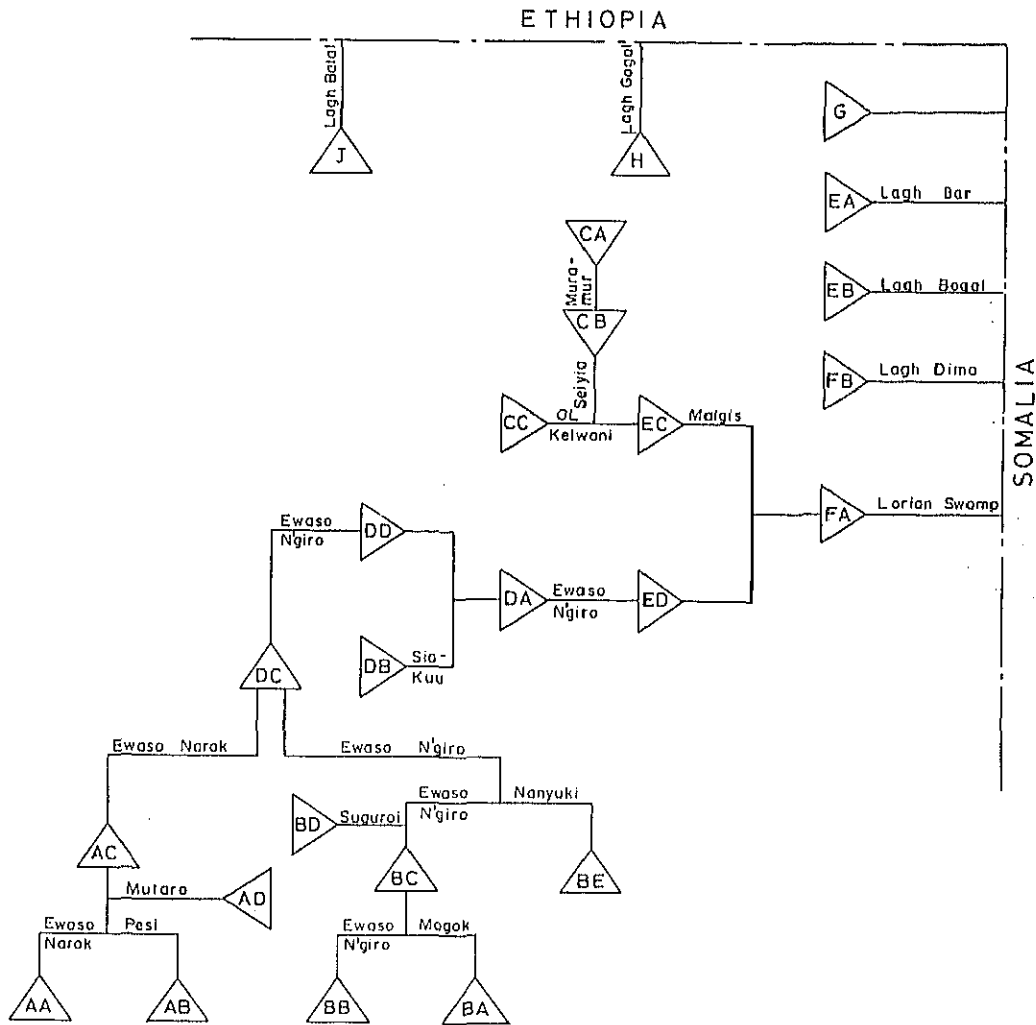 ETHIOPIA
Lagh Batal
Lagh Gogal
J
H
G
EA
Lagh Bar
CA
Mura-
mur
CB
EB
Lagh Bogal
FB
Lagh Dima
Seiyia
CC
OL
Kelwani
EC
Malgis
SOMALIA
FA
Lorian Swamp
Ewaso
N'giro
DD
DA
Ewaso
N'giro
ED
DB
Sia-
Kuu
DC
Ewaso Narok
Ewaso N'giro
Ewaso
N'giro
Nanyuki
BD
Suguroi
AC
BC
BE
Mutaro
AD
Ewaso
Narok
Pesi
Ewaso
N'giro
Mogok
AA
AB
BB
BA